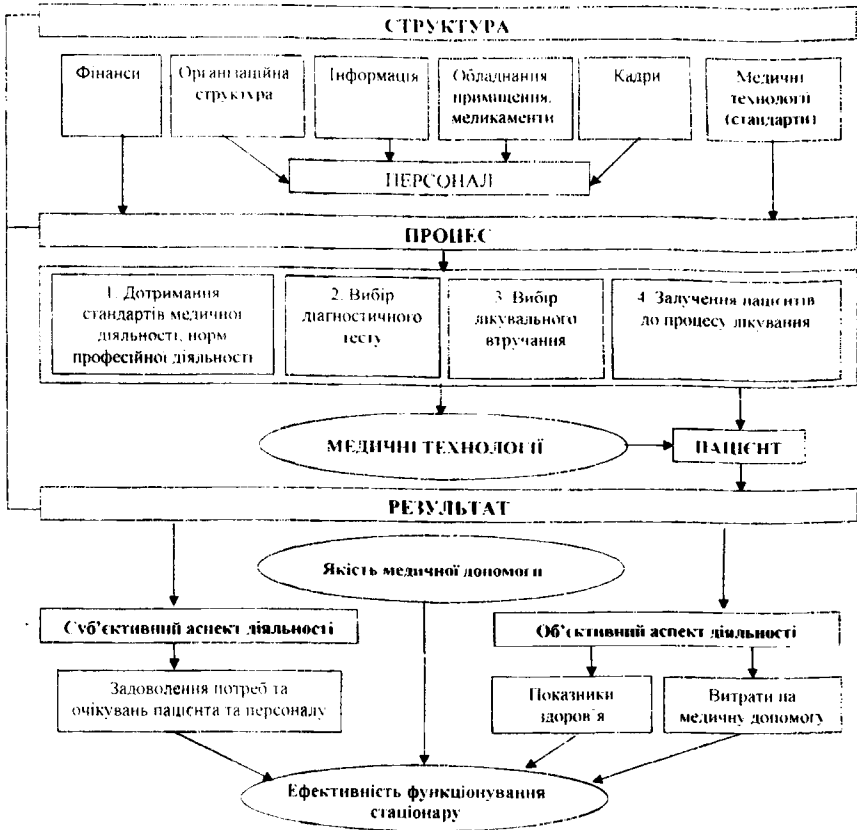 СТРУКТУРА
Фінанси
Організаційна
структура
Інформація
Обладнання
приміщення,
медикаменти
Кадри
Медичні
технології
(стандарти)
ПЕРСОНАЛ
ПРОЦЕС
1. Дотримання
стандартів медичної
діяльності, норм
професійної діяльності
2. Вибір
діагностичного
тесту
3. Вибір
лікувального
втручання
4. Залучення пацієнтів
до процесу лікування
МЕДИЧНІ ТЕХНОЛОГІЇ
ПАЦІЄНТ
РЕЗУЛЬТАТ
Якість медичної допомоги
Суб'єктивний аспект діяльності
Об'єктивний аспект діяльності
Задоволення потреб та
очікувань пацієнта та персоналу
Показники
здоров'я
Витрати на
медичну допомогу
Ефективність функціонування
стаціонару